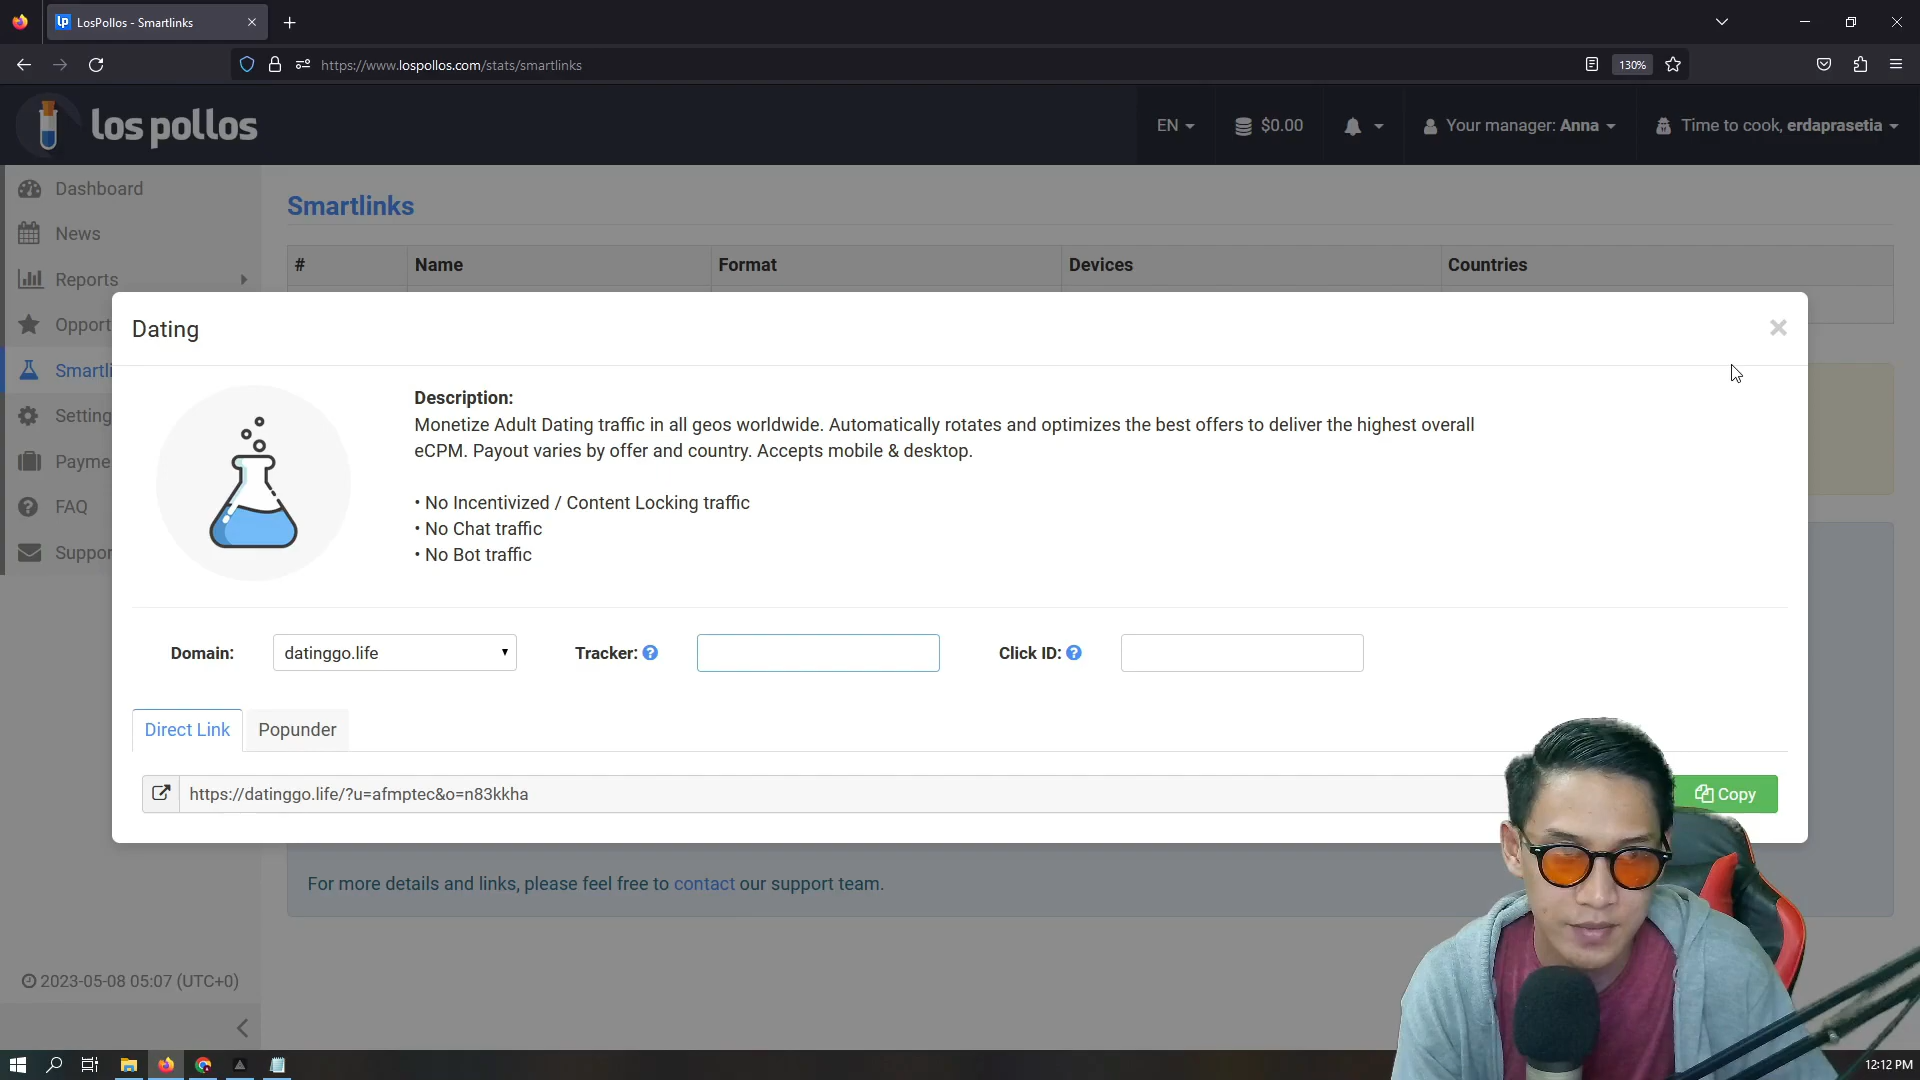 LosPollos - Smartlinks
https://www.lospollos.com/stats/smartlinks
130%
los pollos
EN
$0.00
Your manager: Anna
Time to cook, erdaprasetia
Dashboard
News
Reports
Opport
Smartli
Setting
Payme
FAQ
Suppor
Smartlinks
# Name Format Devices Countries
Dating
Description:
Monetize Adult Dating traffic in all geos worldwide. Automatically rotates and optimizes the best offers to deliver the highest overall
eCPM. Payout varies by offer and country. Accepts mobile & desktop.
• No Incentivized / Content Locking traffic
• No Chat traffic
• No Bot traffic
Domain: datinggo.life Tracker: Click ID:
Direct Link Popunder
https://datinggo.life/?u=afmptec&o=n83kkha
Copy
For more details and links, please feel free to contact our support team.
2023-05-08 05:07 (UTC+0)
12:12 PM